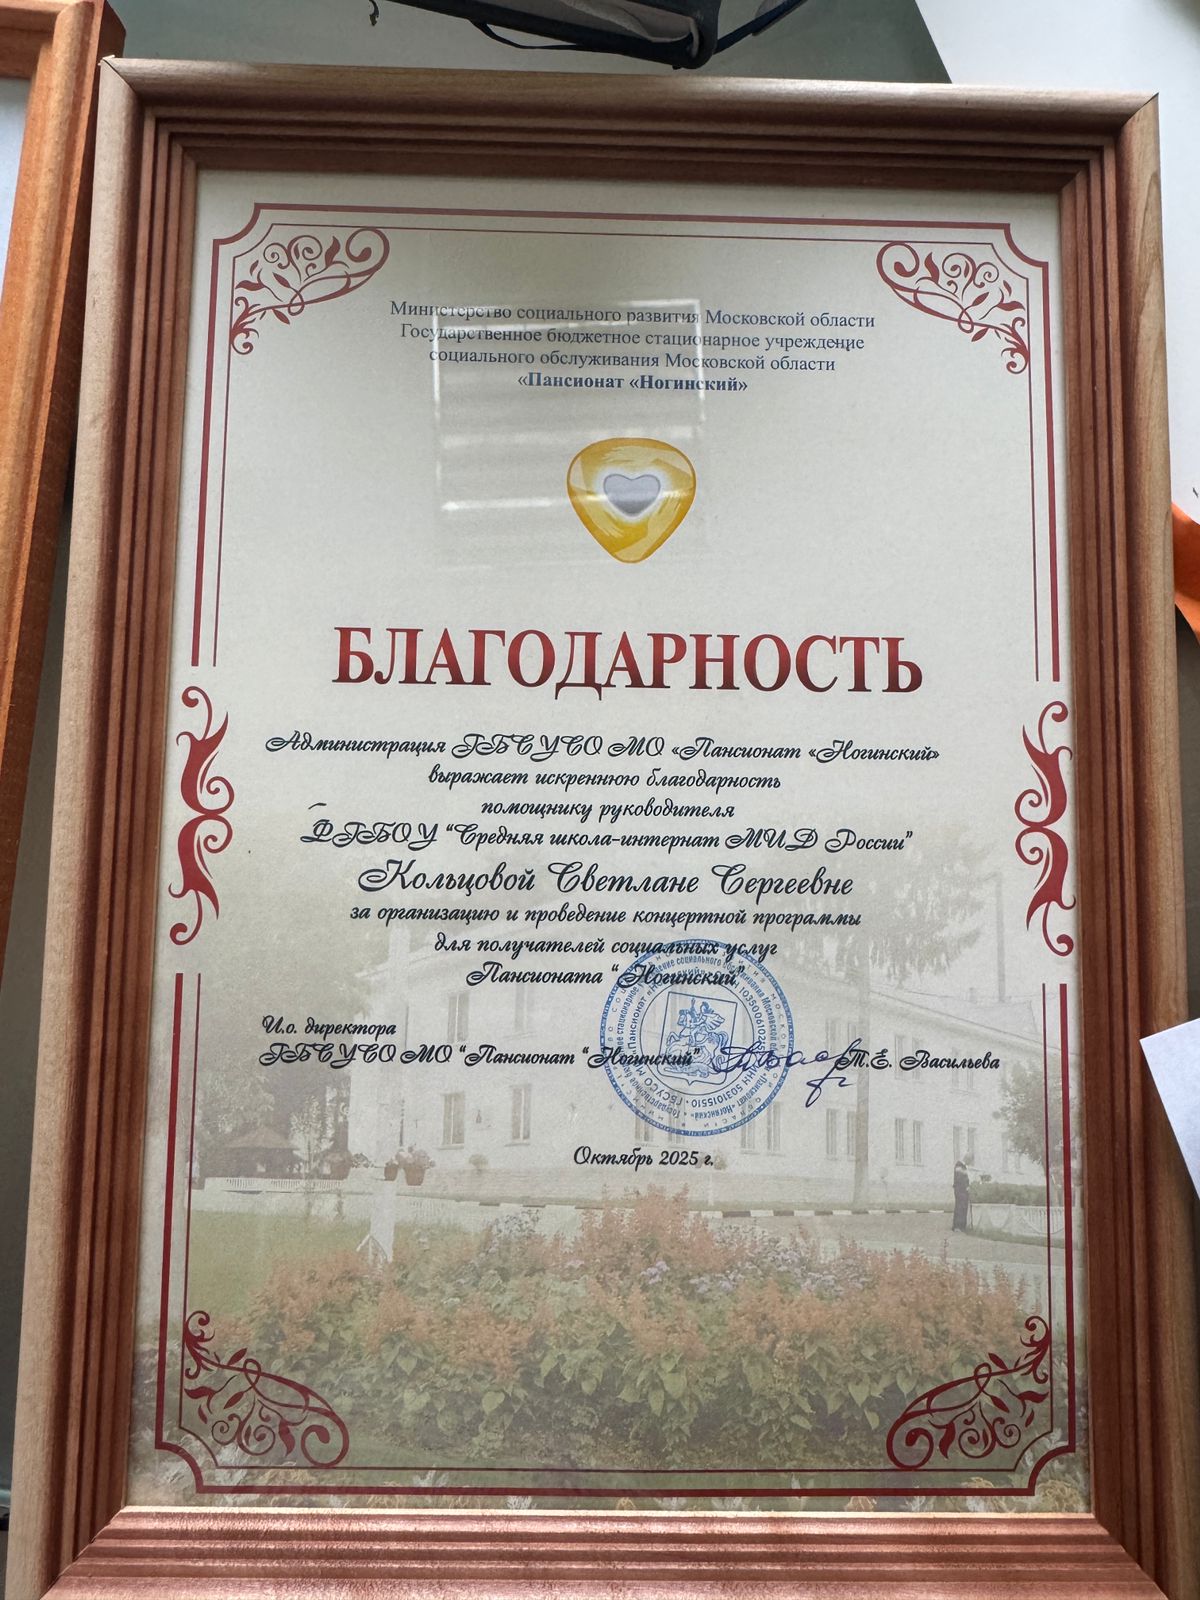 Министерство социального развития Московской области
Государственное бюджетное стационарное учреждение
социального обслуживания Московской области
«Пансионат «Ногинский»
БЛАГОДАРНОСТЬ
Администрация ГБСУСО МО «Пансионат «Ногинский»
выражает искреннюю благодарность
помощнику руководителя
ФГБОУ “Средняя школа-интернат МИД России”
Кольцовой Светлане Сергеевне
за организацию и проведение концертной программы
для получателей социальных услуг
Пансионата “Ногинский”
И.о. директора
ГБСУСО МО “Пансионат “Ногинский” Т.Е. Васильева
Октябрь 2025 г.